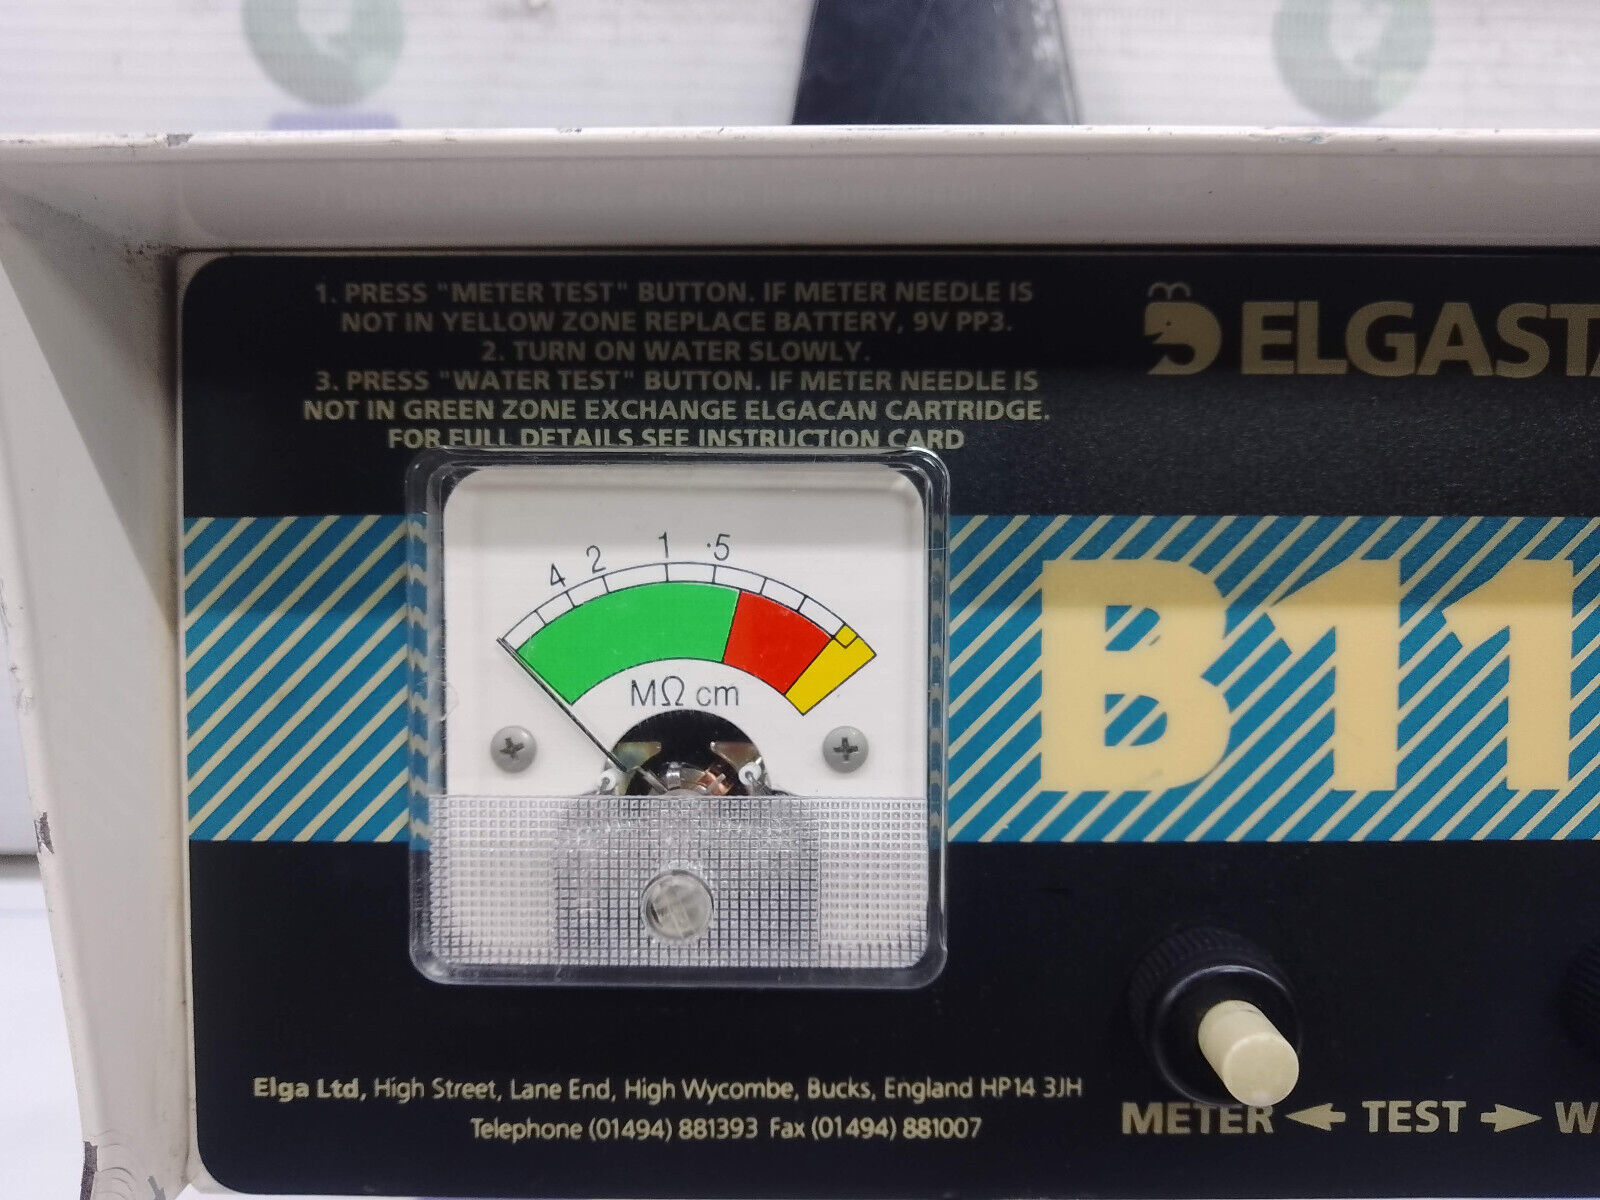 1. PRESS "METER TEST" BUTTON. IF METER NEEDLE IS
NOT IN YELLOW ZONE REPLACE BATTERY, 9V PP3.
2. TURN ON WATER SLOWLY.
3. PRESS "WATER TEST" BUTTON. IF METER NEEDLE IS
NOT IN GREEN ZONE EXCHANGE ELGACAN CARTRIDGE.
FOR FULL DETAILS SEE INSTRUCTION CARD
ELGAST
4 2 1 ·5
MΩ cm
B11
METER TEST W
Elga Ltd, High Street, Lane End, High Wycombe, Bucks, England HP14 3JH
Telephone (01494) 881393 Fax (01494) 881007